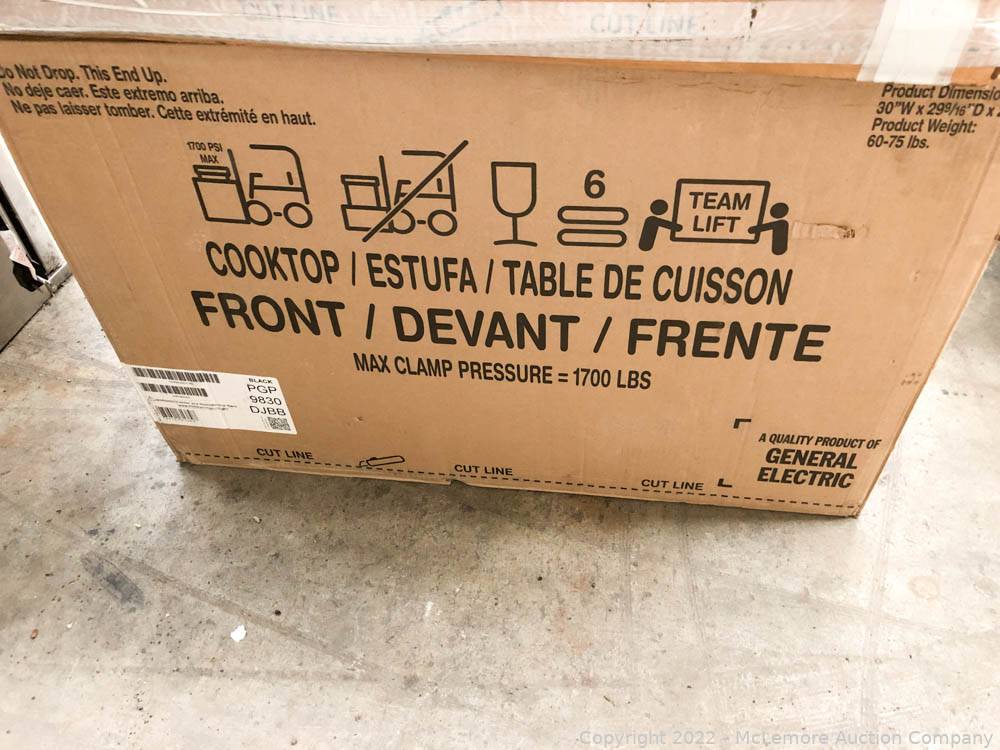 CUT LINE
CUT LINE
Do Not Drop. This End Up.
No deje caer. Este extremo arriba.
Ne pas laisser tomber. Cette extrémité en haut.
Product
30"W x 29⁹/₁₆"D x
Product Weight:
60-75 lbs.
1700 PSI
MAX
6
TEAM
LIFT
COOKTOP / ESTUFA / TABLE DE CUISSON
FRONT / DEVANT / FRENTE
MAX CLAMP PRESSURE = 1700 LBS
BLACK
PGP
9830
DJBB
A QUALITY PRODUCT OF
GENERAL
ELECTRIC
CUT LINE
CUT LINE
CUT LINE
Copyright 2022 - McLemore Auction Company